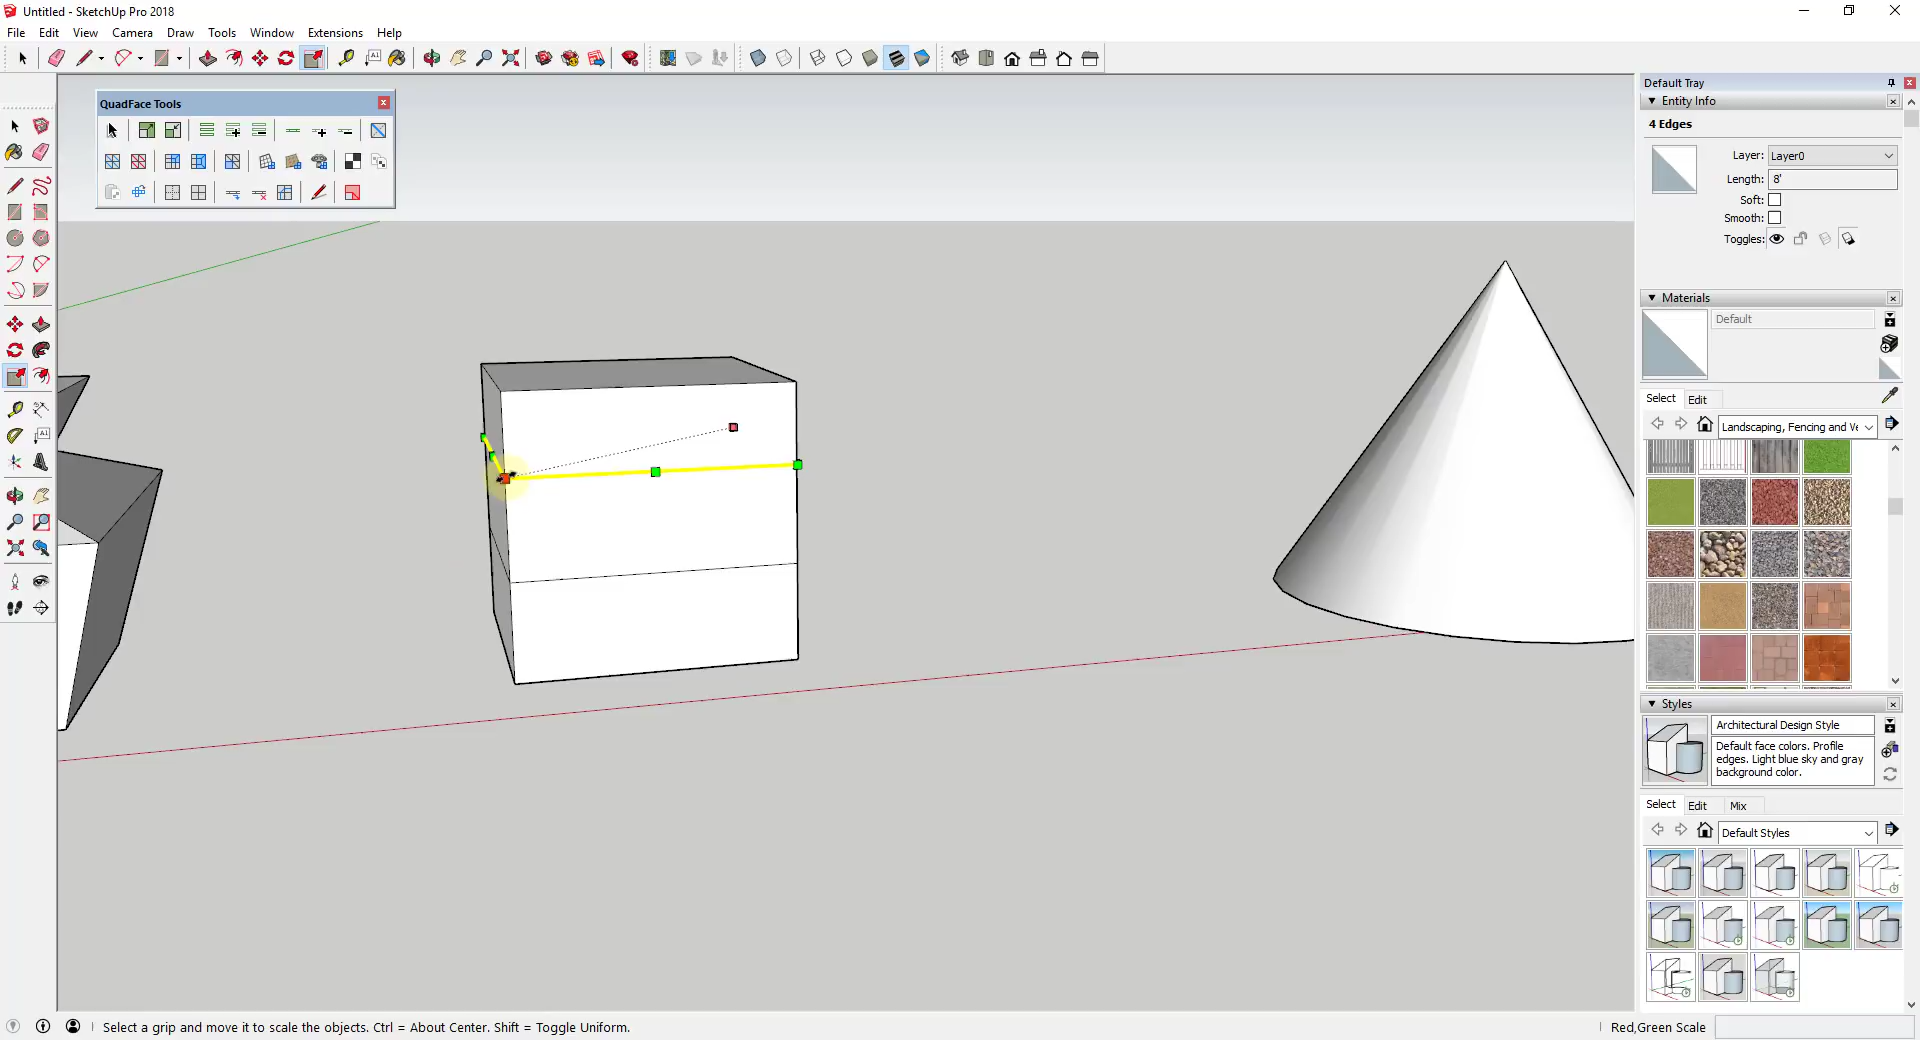 Untitled - SketchUp Pro 2018
File Edit View Camera Draw Tools Window Extensions Help
QuadFace Tools
Default Tray
Entity Info
4 Edges
Layer: Layer0
Length: 8'
Soft:
Smooth:
Toggles:
Materials
Default
Select Edit
Landscaping, Fencing and Ve
Styles
Architectural Design Style
Default face colors. Profile
edges. Light blue sky and gray
background color.
Select Edit Mix
Default Styles
Select a grip and move it to scale the objects. Ctrl = About Center. Shift = Toggle Uniform.
Red,Green Scale